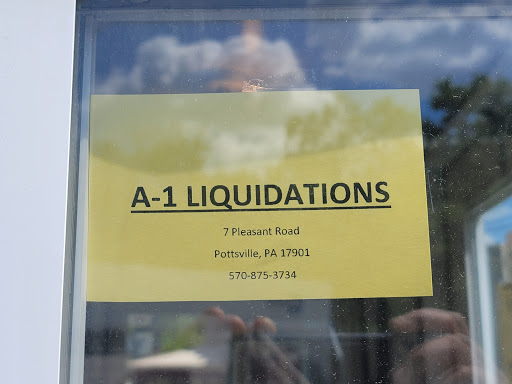 A-1 LIQUIDATIONS
7 Pleasant Road
Pottsville, PA 17901
570-875-3734